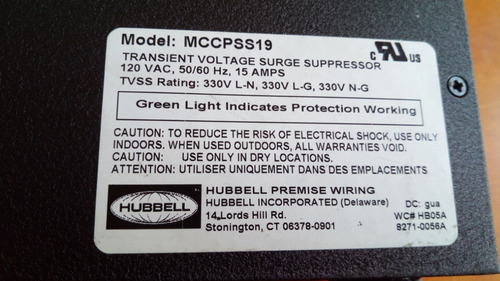 Model: MCCPSS19
TRANSIENT VOLTAGE SURGE SUPPRESSOR
120 VAC, 50/60 Hz, 15 AMPS
TVSS Rating: 330V L-N, 330V L-G, 330V N-G
c RU US
Green Light Indicates Protection Working
CAUTION: TO REDUCE THE RISK OF ELECTRICAL SHOCK, USE ONLY
INDOORS. WHEN USED OUTDOORS, ALL WARRANTIES VOID.
CAUTION: USE ONLY IN DRY LOCATIONS.
ATTENTION: UTILISER UNIQUEMENT DANS DES EMPLACEMENTS
HUBBELL
HUBBELL PREMISE WIRING
HUBBELL INCORPORATED (Delaware) DC: gua
14 Lords Hill Rd. WC# HB05A
Stonington, CT 06378-0901 8271-0056A